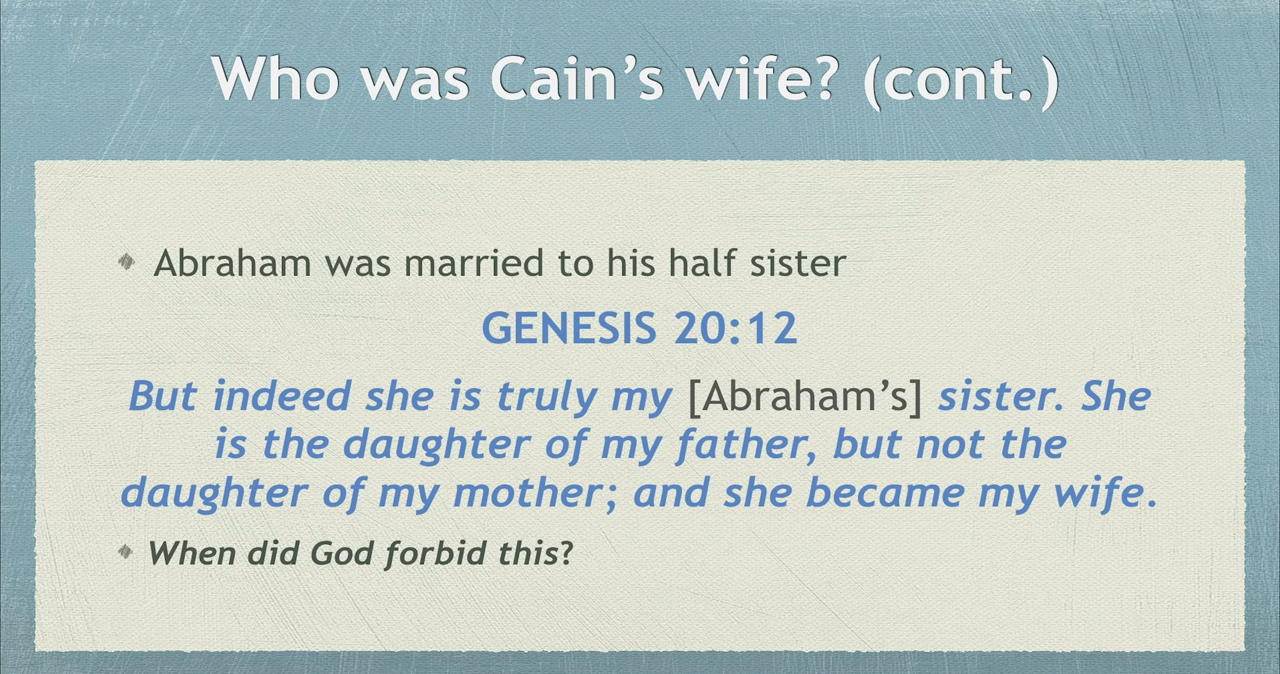 Who was Cain’s wife? (cont.)
Abraham was married to his half sister
GENESIS 20:12
But indeed she is truly my [Abraham’s] sister. She
is the daughter of my father, but not the
daughter of my mother; and she became my wife.
When did God forbid this?